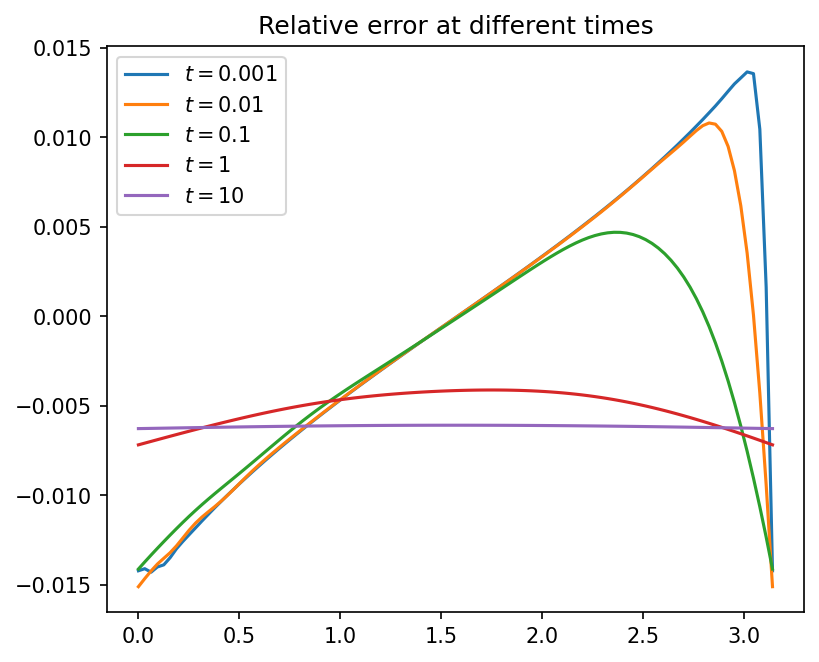 Relative error at different times
0.015
0.010
0.005
0.000
−0.005
−0.010
−0.015
t = 0.001
t = 0.01
t = 0.1
t = 1
t = 10
0.0 0.5 1.0 1.5 2.0 2.5 3.0